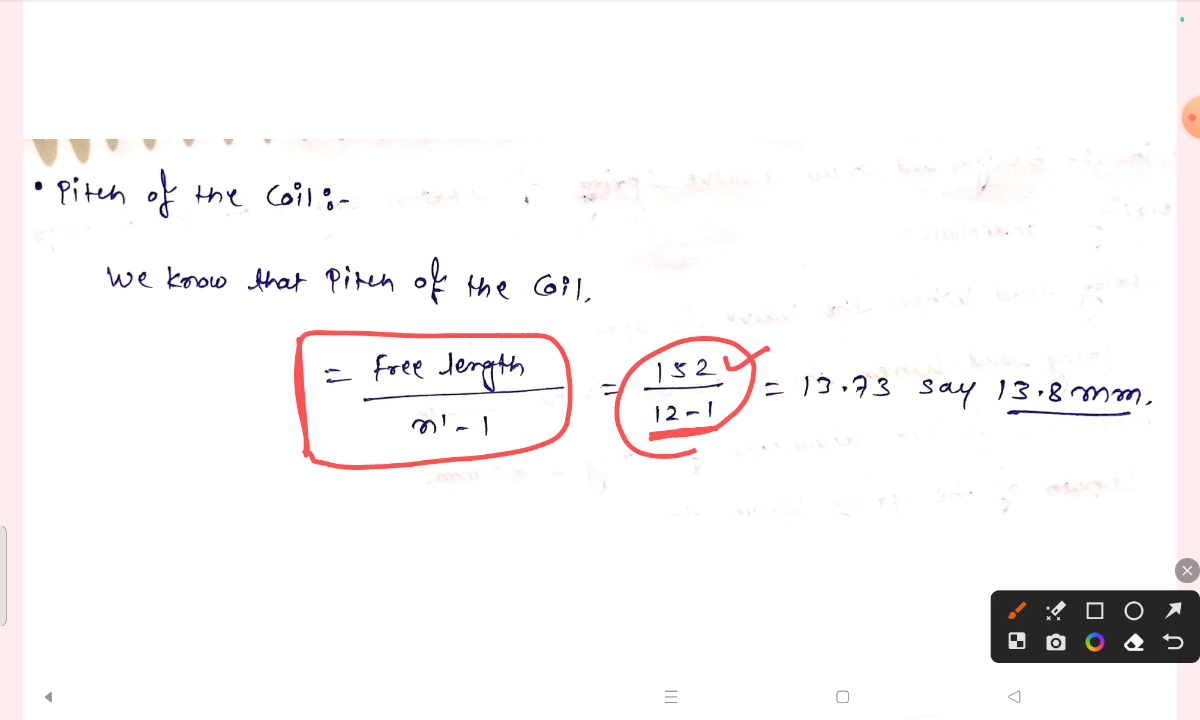 • Pitch of the Coil :-
We know that Pitch of the Coil,
= free length / n' - 1 = 152 / 12 - 1 = 13.73 say 13.8 mm.